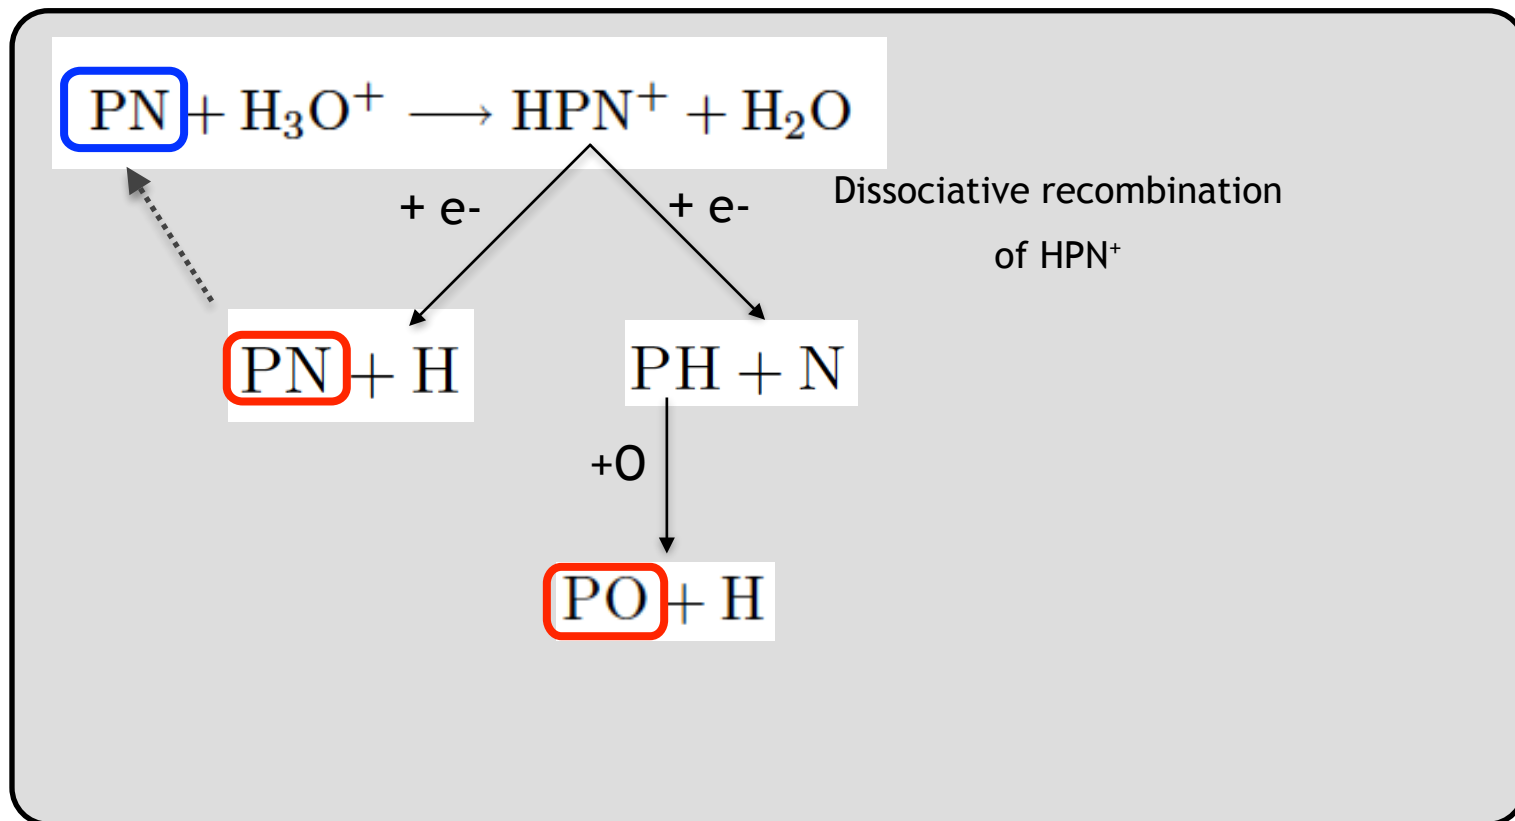 PN + H₃O⁺ ⟶ HPN⁺ + H₂O
+ e-
+ e-
Dissociative recombination
of HPN⁺
PN + H
PH + N
+O
PO + H